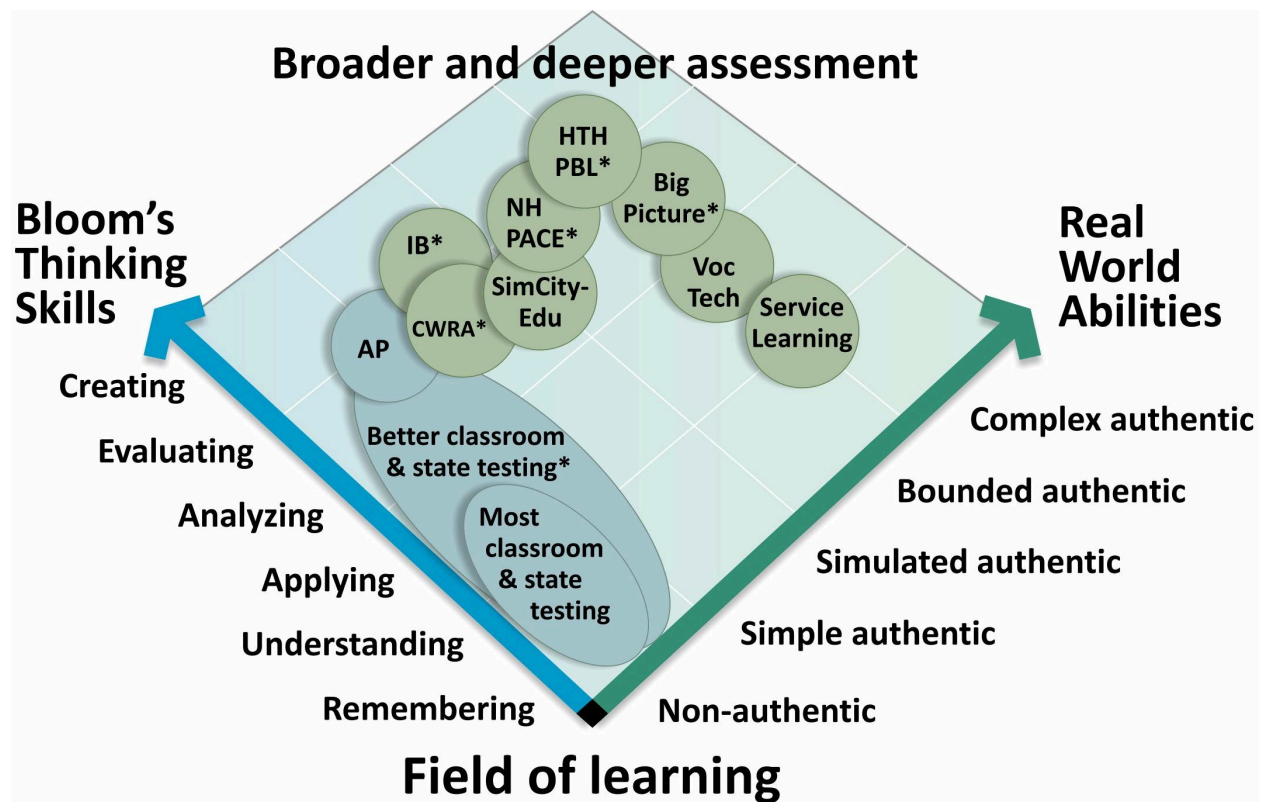 Broader and deeper assessment
HTH
PBL*
Big
Picture*
NH
PACE*
IB*
Voc
Tech
SimCity-
Edu
CWRA*
Service
Learning
AP
Better classroom
& state testing*
Most
classroom
& state
testing
Bloom’s
Thinking
Skills
Creating
Evaluating
Analyzing
Applying
Understanding
Remembering
Real
World
Abilities
Complex authentic
Bounded authentic
Simulated authentic
Simple authentic
Non-authentic
Field of learning